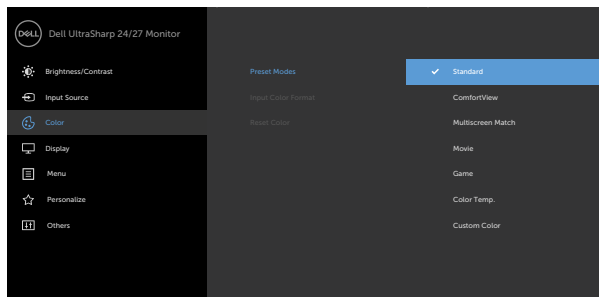 DELL
Dell UltraSharp 24/27 Monitor
Brightness/Contrast
Input Source
Color
Display
Menu
Personalize
Others
Preset Modes
Input Color Format
Reset Color
Standard
ComfortView
Multiscreen Match
Movie
Game
Color Temp.
Custom Color